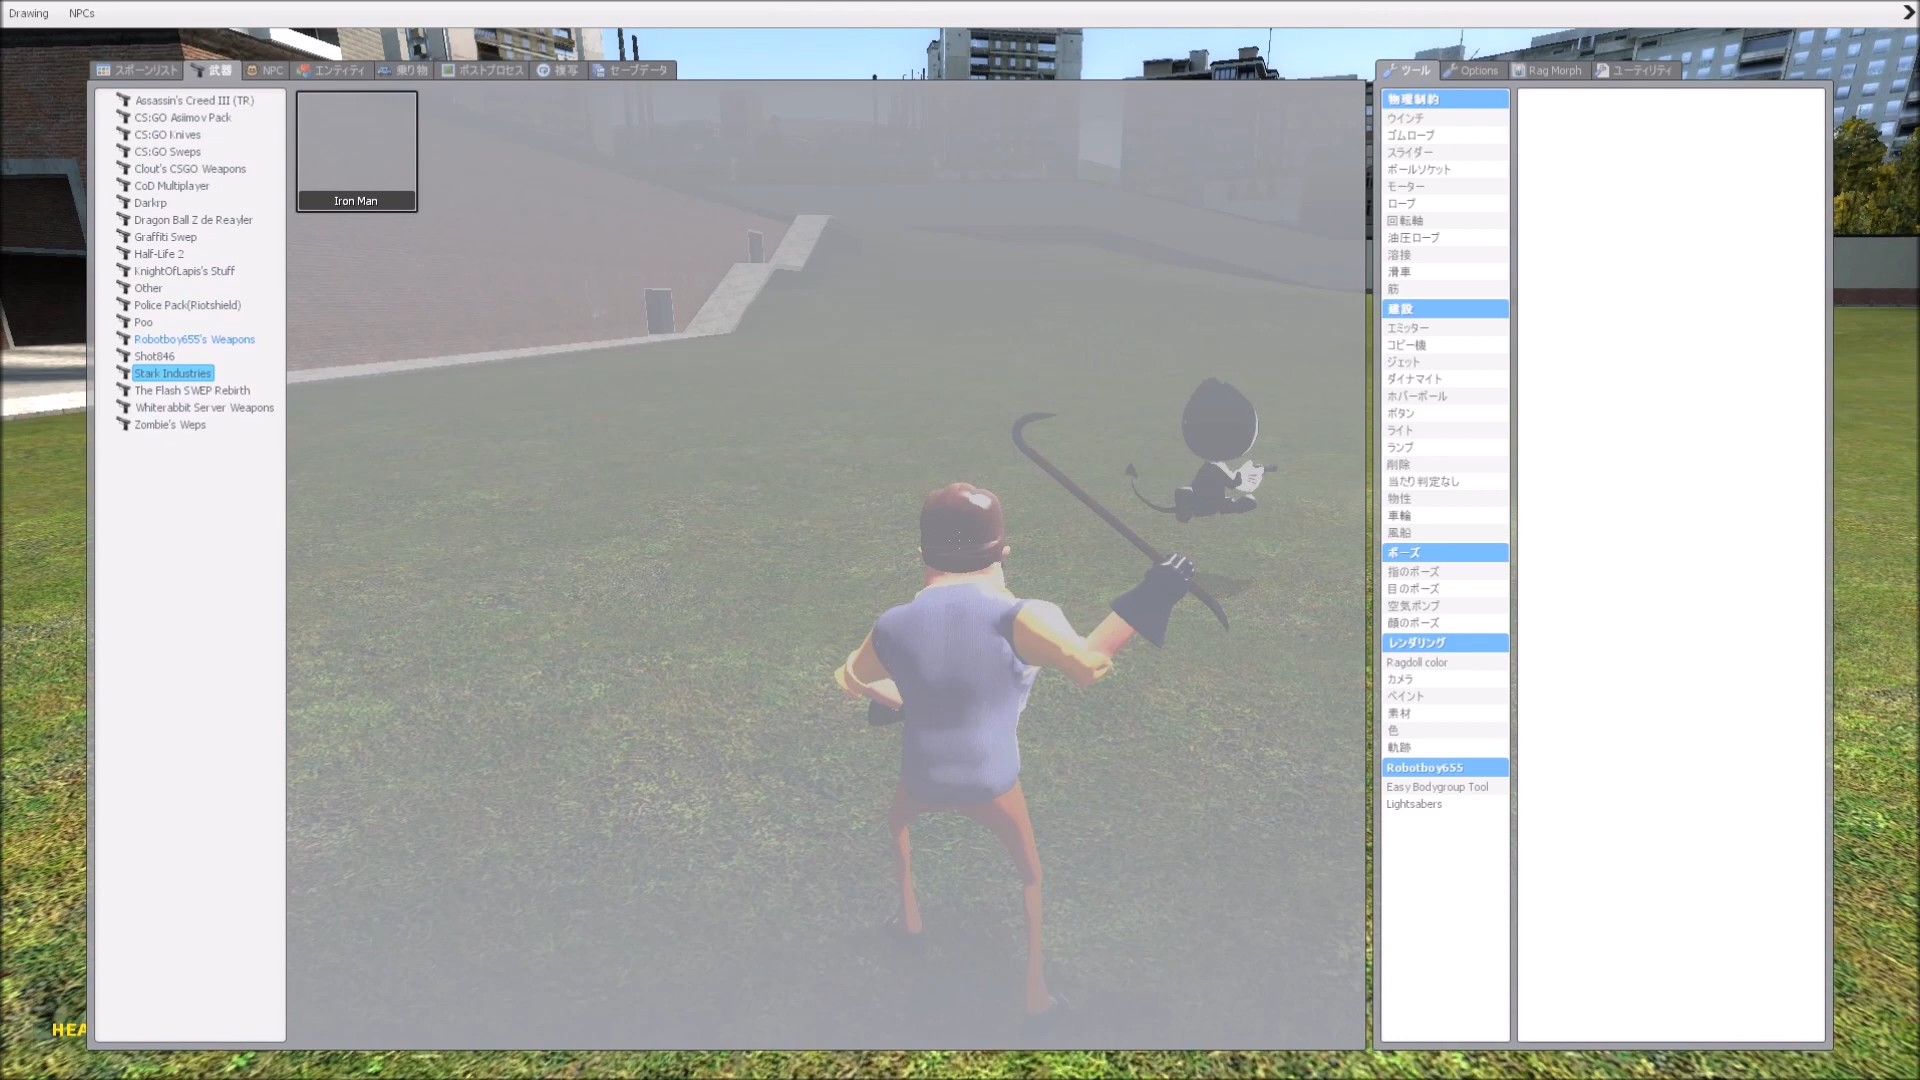 Drawing NPCs
スポーンリスト 武器 NPC エンティティ 乗り物 ポストプロセス 複写 セーブデータ
ツール Options Rag Morph ユーティリティ
Assassin's Creed III (TR)
CS:GO Asiimov Pack
CS:GO Knives
CS:GO Sweps
Clout's CSGO Weapons
CoD Multiplayer
Darkrp
Dragon Ball Z de Reayler
Graffiti Swep
Half-Life 2
KnightOfLapis's Stuff
Other
Police Pack(Riotshield)
Poo
Robotboy655's Weapons
Shot846
Stark Industries
The Flash SWEP Rebirth
Whiterabbit Server Weapons
Zombie's Weps
Iron Man
物理制約
ウインチ
ゴムロープ
スライダー
ボールソケット
モーター
ロープ
回転軸
油圧ロープ
溶接
滑車
筋
建設
エミッター
コピー機
ジェット
ダイナマイト
ホバーボール
ボタン
ライト
ランプ
削除
当たり判定なし
物性
車輪
風船
ポーズ
指のポーズ
目のポーズ
空気ポンプ
顔のポーズ
レンダリング
Ragdoll color
カメラ
ペイント
素材
色
軌跡
Robotboy655
Easy Bodygroup Tool
Lightsabers
HEA